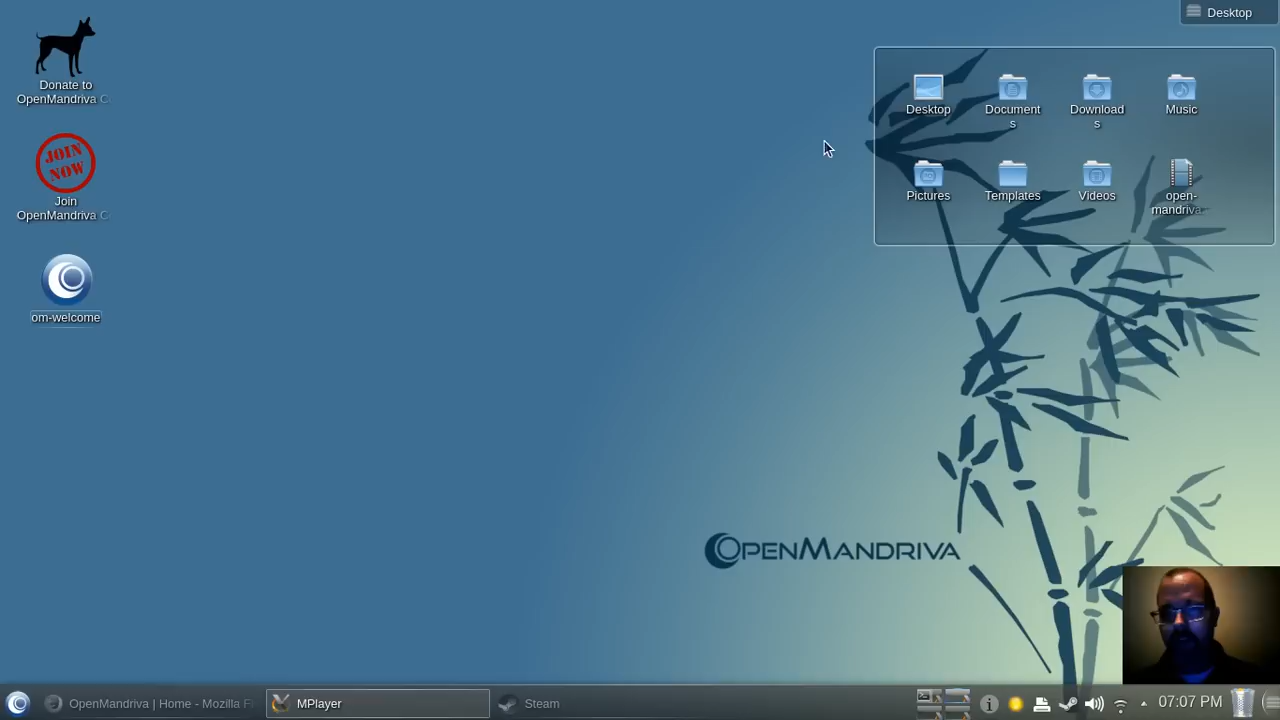 Desktop
Donate to
OpenMandriva C
JOIN
NOW
Join
OpenMandriva C
om-welcome
Desktop
Document
s
Download
s
Music
Pictures
Templates
Videos
open-
mandriva
OPENMANDRIVA
OpenMandriva | Home - Mozilla F
MPlayer
Steam
07:07 PM